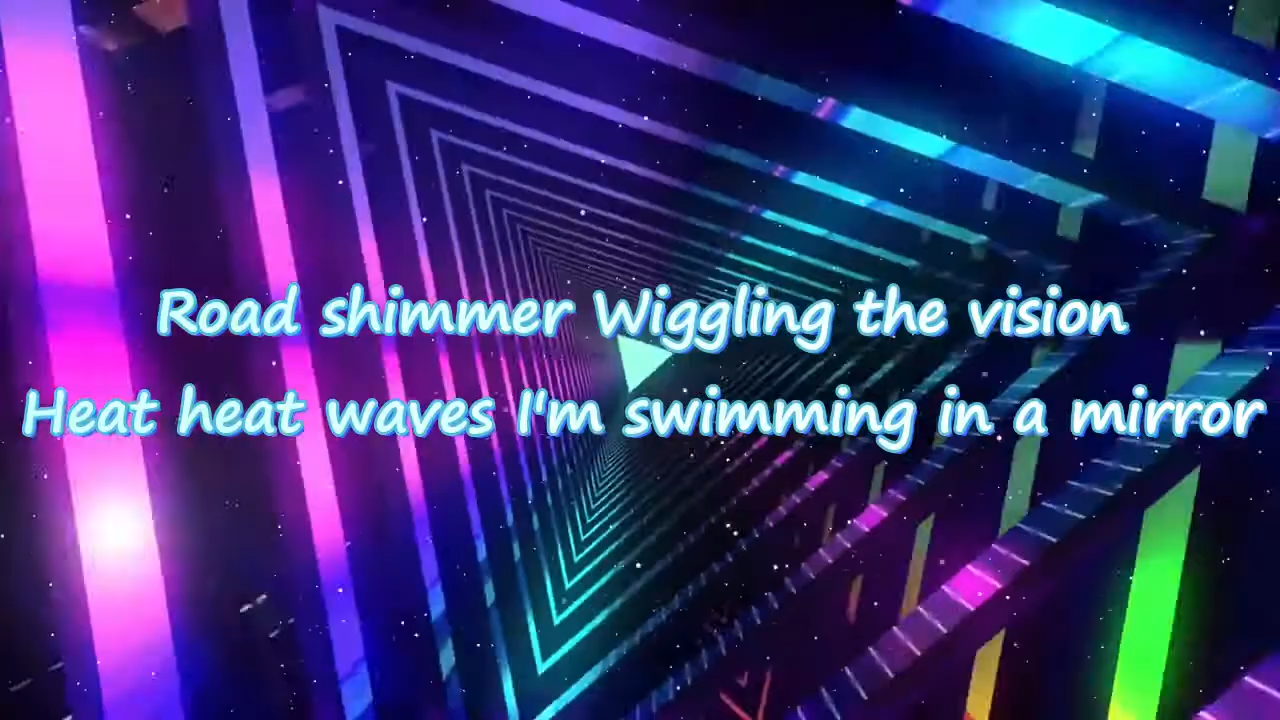 Road shimmer Wiggling the vision
Heat heat waves I'm swimming in a mirror